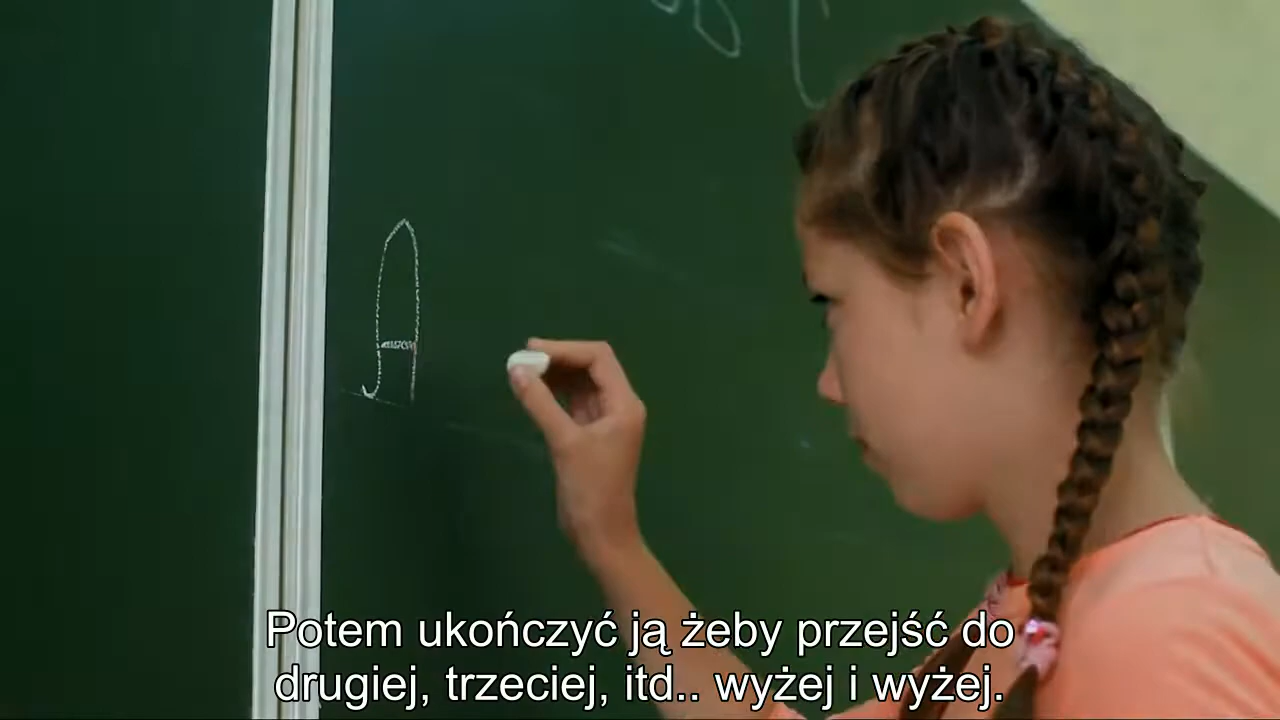 Potem ukończyć ją żeby przejść do
drugiej, trzeciej, itd.. wyżej i wyżej.